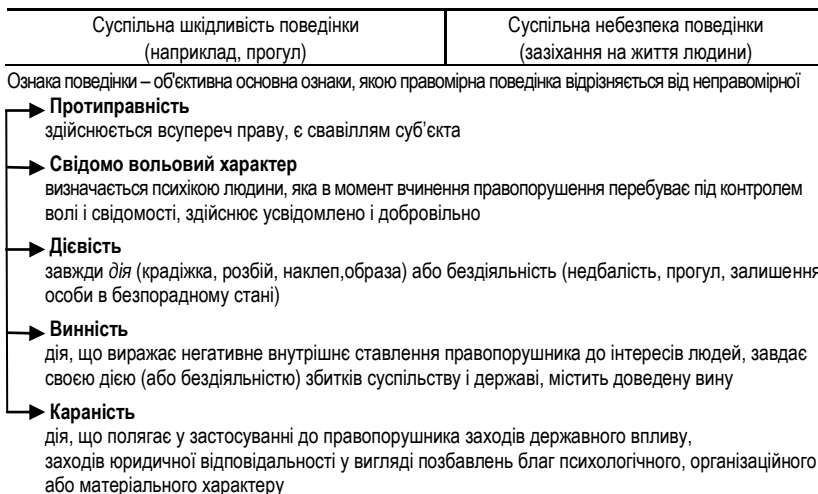 Суспільна шкідливість поведінки
(наприклад, прогул)
Суспільна небезпека поведінки
(зазіхання на життя людини)
Ознака поведінки – об'єктивна основна ознаки, якою правомірна поведінка відрізняється від неправомірної
Протиправність
здійснюється всупереч праву, є свавіллям суб’єкта
Свідомо вольовий характер
визначається психікою людини, яка в момент вчинення правопорушення перебуває під контролем
волі і свідомості, здійснює усвідомлено і добровільно
Дієвість
завжди дія (крадіжка, розбій, наклеп,образа) або бездіяльність (недбалість, прогул, залишення
особи в безпорадному стані)
Винність
дія, що виражає негативне внутрішнє ставлення правопорушника до інтересів людей, завдає
своєю дією (або бездіяльністю) збитків суспільству і державі, містить доведену вину
Караність
дія, що полягає у застосуванні до правопорушника заходів державного впливу,
заходів юридичної відповідальності у вигляді позбавлень благ психологічного, організаційного
або матеріального характеру